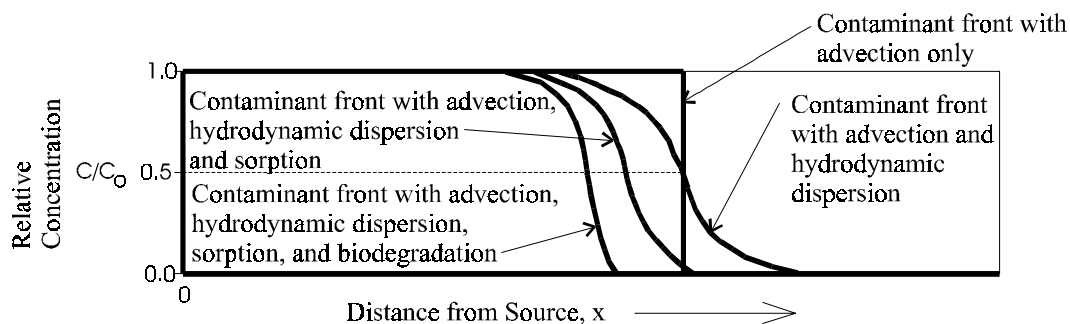 Contaminant front with
advection only
1.0
Contaminant front with advection,
hydrodynamic dispersion
and sorption
Contaminant front
with advection and
hydrodynamic
dispersion
Relative
Concentration
C/Co
0.5
Contaminant front with advection,
hydrodynamic dispersion,
sorption, and biodegradation
0.0
0
Distance from Source, x